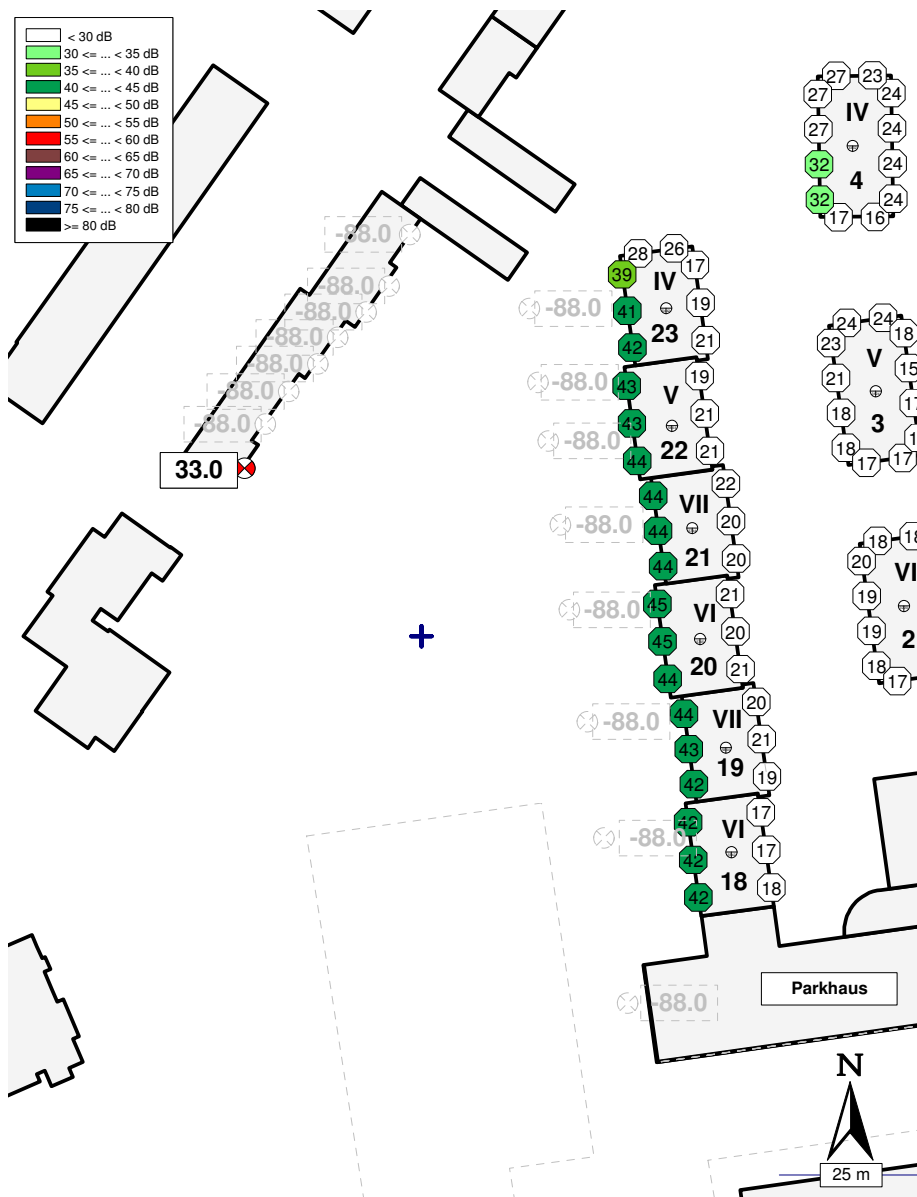 < 30 dB
30 <= ... < 35 dB
35 <= ... < 40 dB
40 <= ... < 45 dB
45 <= ... < 50 dB
50 <= ... < 55 dB
55 <= ... < 60 dB
60 <= ... < 65 dB
65 <= ... < 70 dB
70 <= ... < 75 dB
75 <= ... < 80 dB
>= 80 dB
27 23
27 24
IV
27 24
32 24
4
32 24
17 16
-88.0
-88.0
-88.0
-88.0
-88.0
-88.0
-88.0
33.0
28 26
39 17
IV
-88.0 41 19
23
42 21
24 24
23 18
V
21 15
18 17
3
18
17 17
-88.0 43 19
V
43 21
-88.0 44 22 21
44 22
VII
-88.0 44 20
21
44 20
18 18
20
VI
19
19
2
18
17
-88.0 45 21
VI
45 20
20
44 21
44 20
-88.0 VII
43 21
19
42 19
42 17
-88.0 VI
42 17
18
42 18
Parkhaus
-88.0
N
25 m